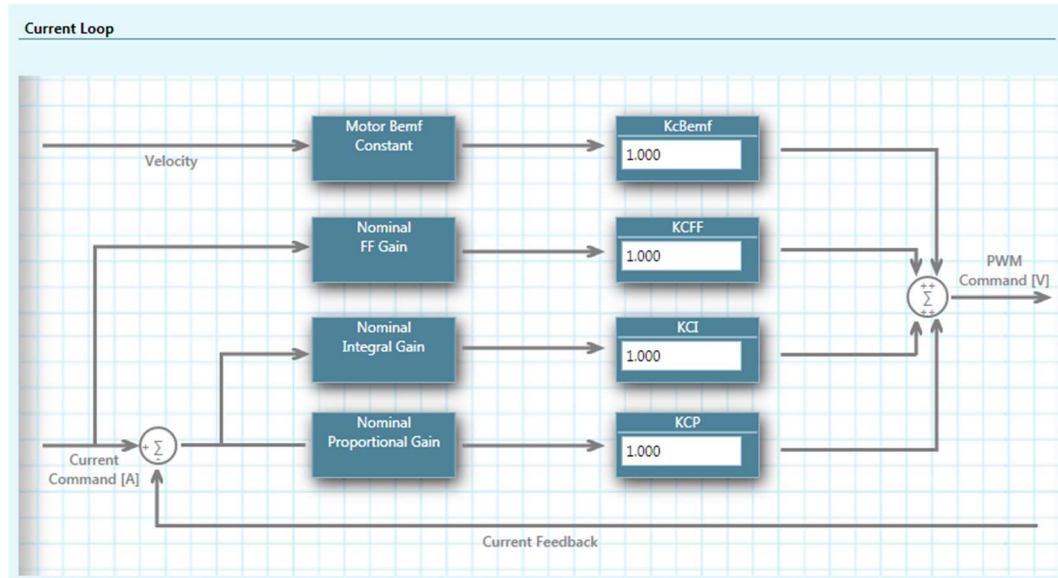 Current Loop
Motor Bemf
Constant
KcBemf
1.000
Velocity
Nominal
FF Gain
KCFF
1.000
PWM
Command [V]
++
Σ
++
Nominal
Integral Gain
KCI
1.000
Nominal
Proportional Gain
KCP
1.000
+ Σ
-
Current
Command [A]
Current Feedback